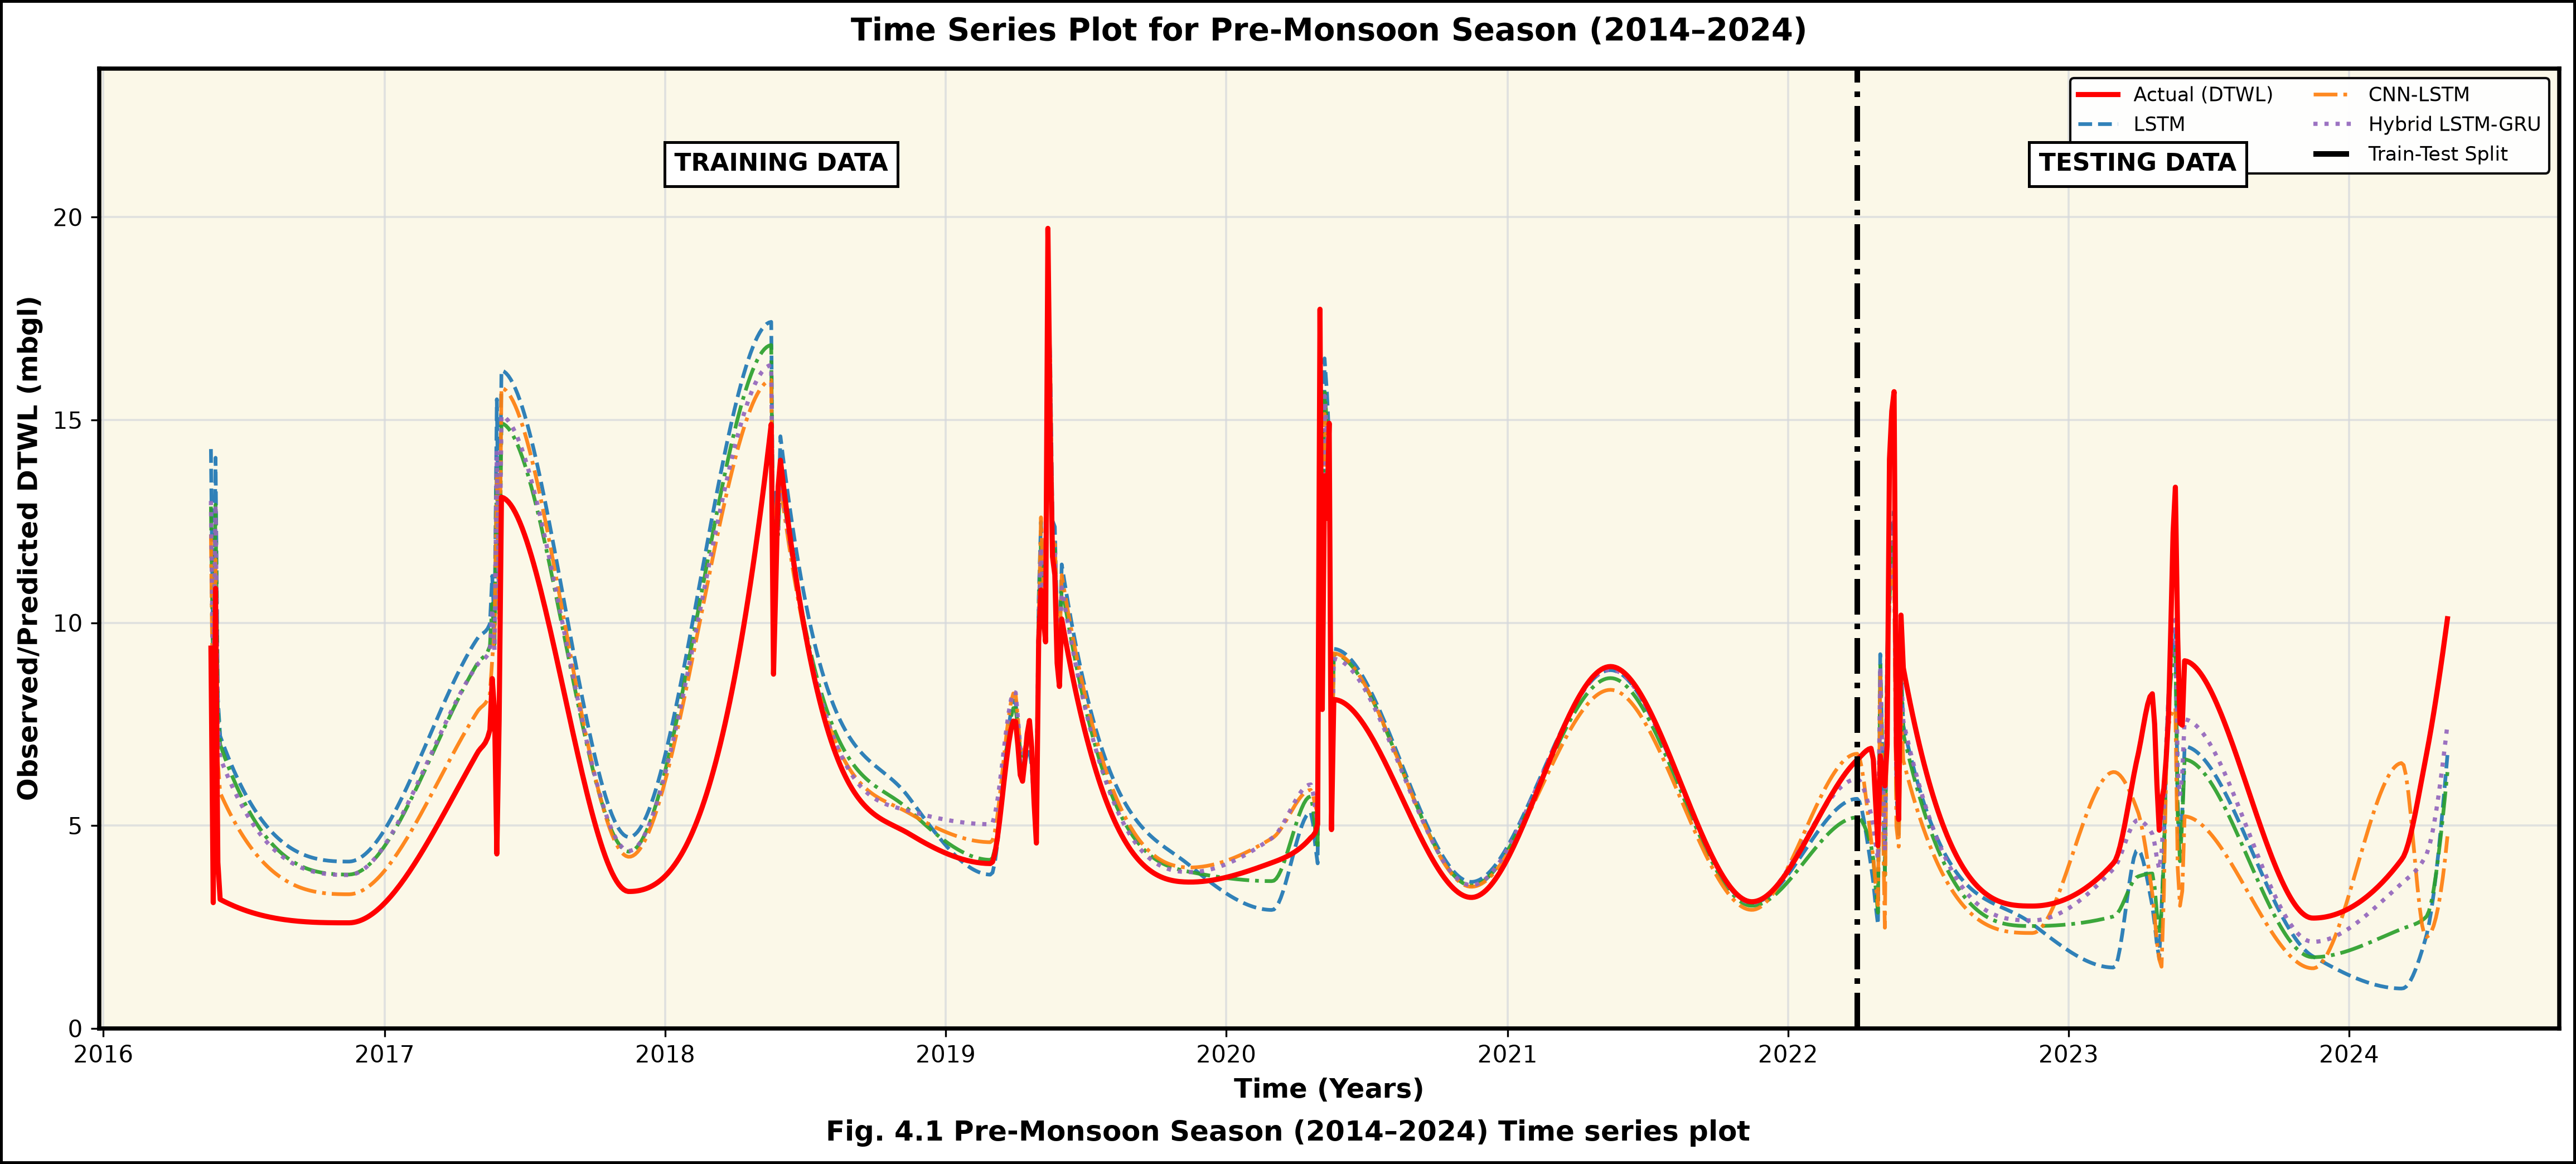 Time Series Plot for Pre-Monsoon Season (2014–2024)
Actual (DTWL)
LSTM
CNN-LSTM
Hybrid LSTM-GRU
Train-Test Split
TRAINING DATA
TESTING DATA
Observed/Predicted DTWL (mbgl)
20
15
10
5
0
2016 2017 2018 2019 2020 2021 2022 2023 2024
Time (Years)
Fig. 4.1 Pre-Monsoon Season (2014–2024) Time series plot